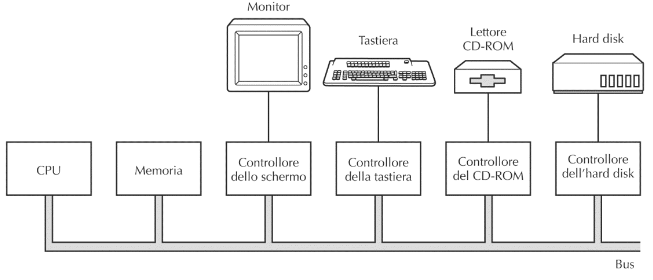 Monitor
Tastiera
Lettore
CD-ROM
Hard disk
CPU
Memoria
Controllore
dello schermo
Controllore
della tastiera
Controllore
del CD-ROM
Controllore
dell'hard disk
Bus